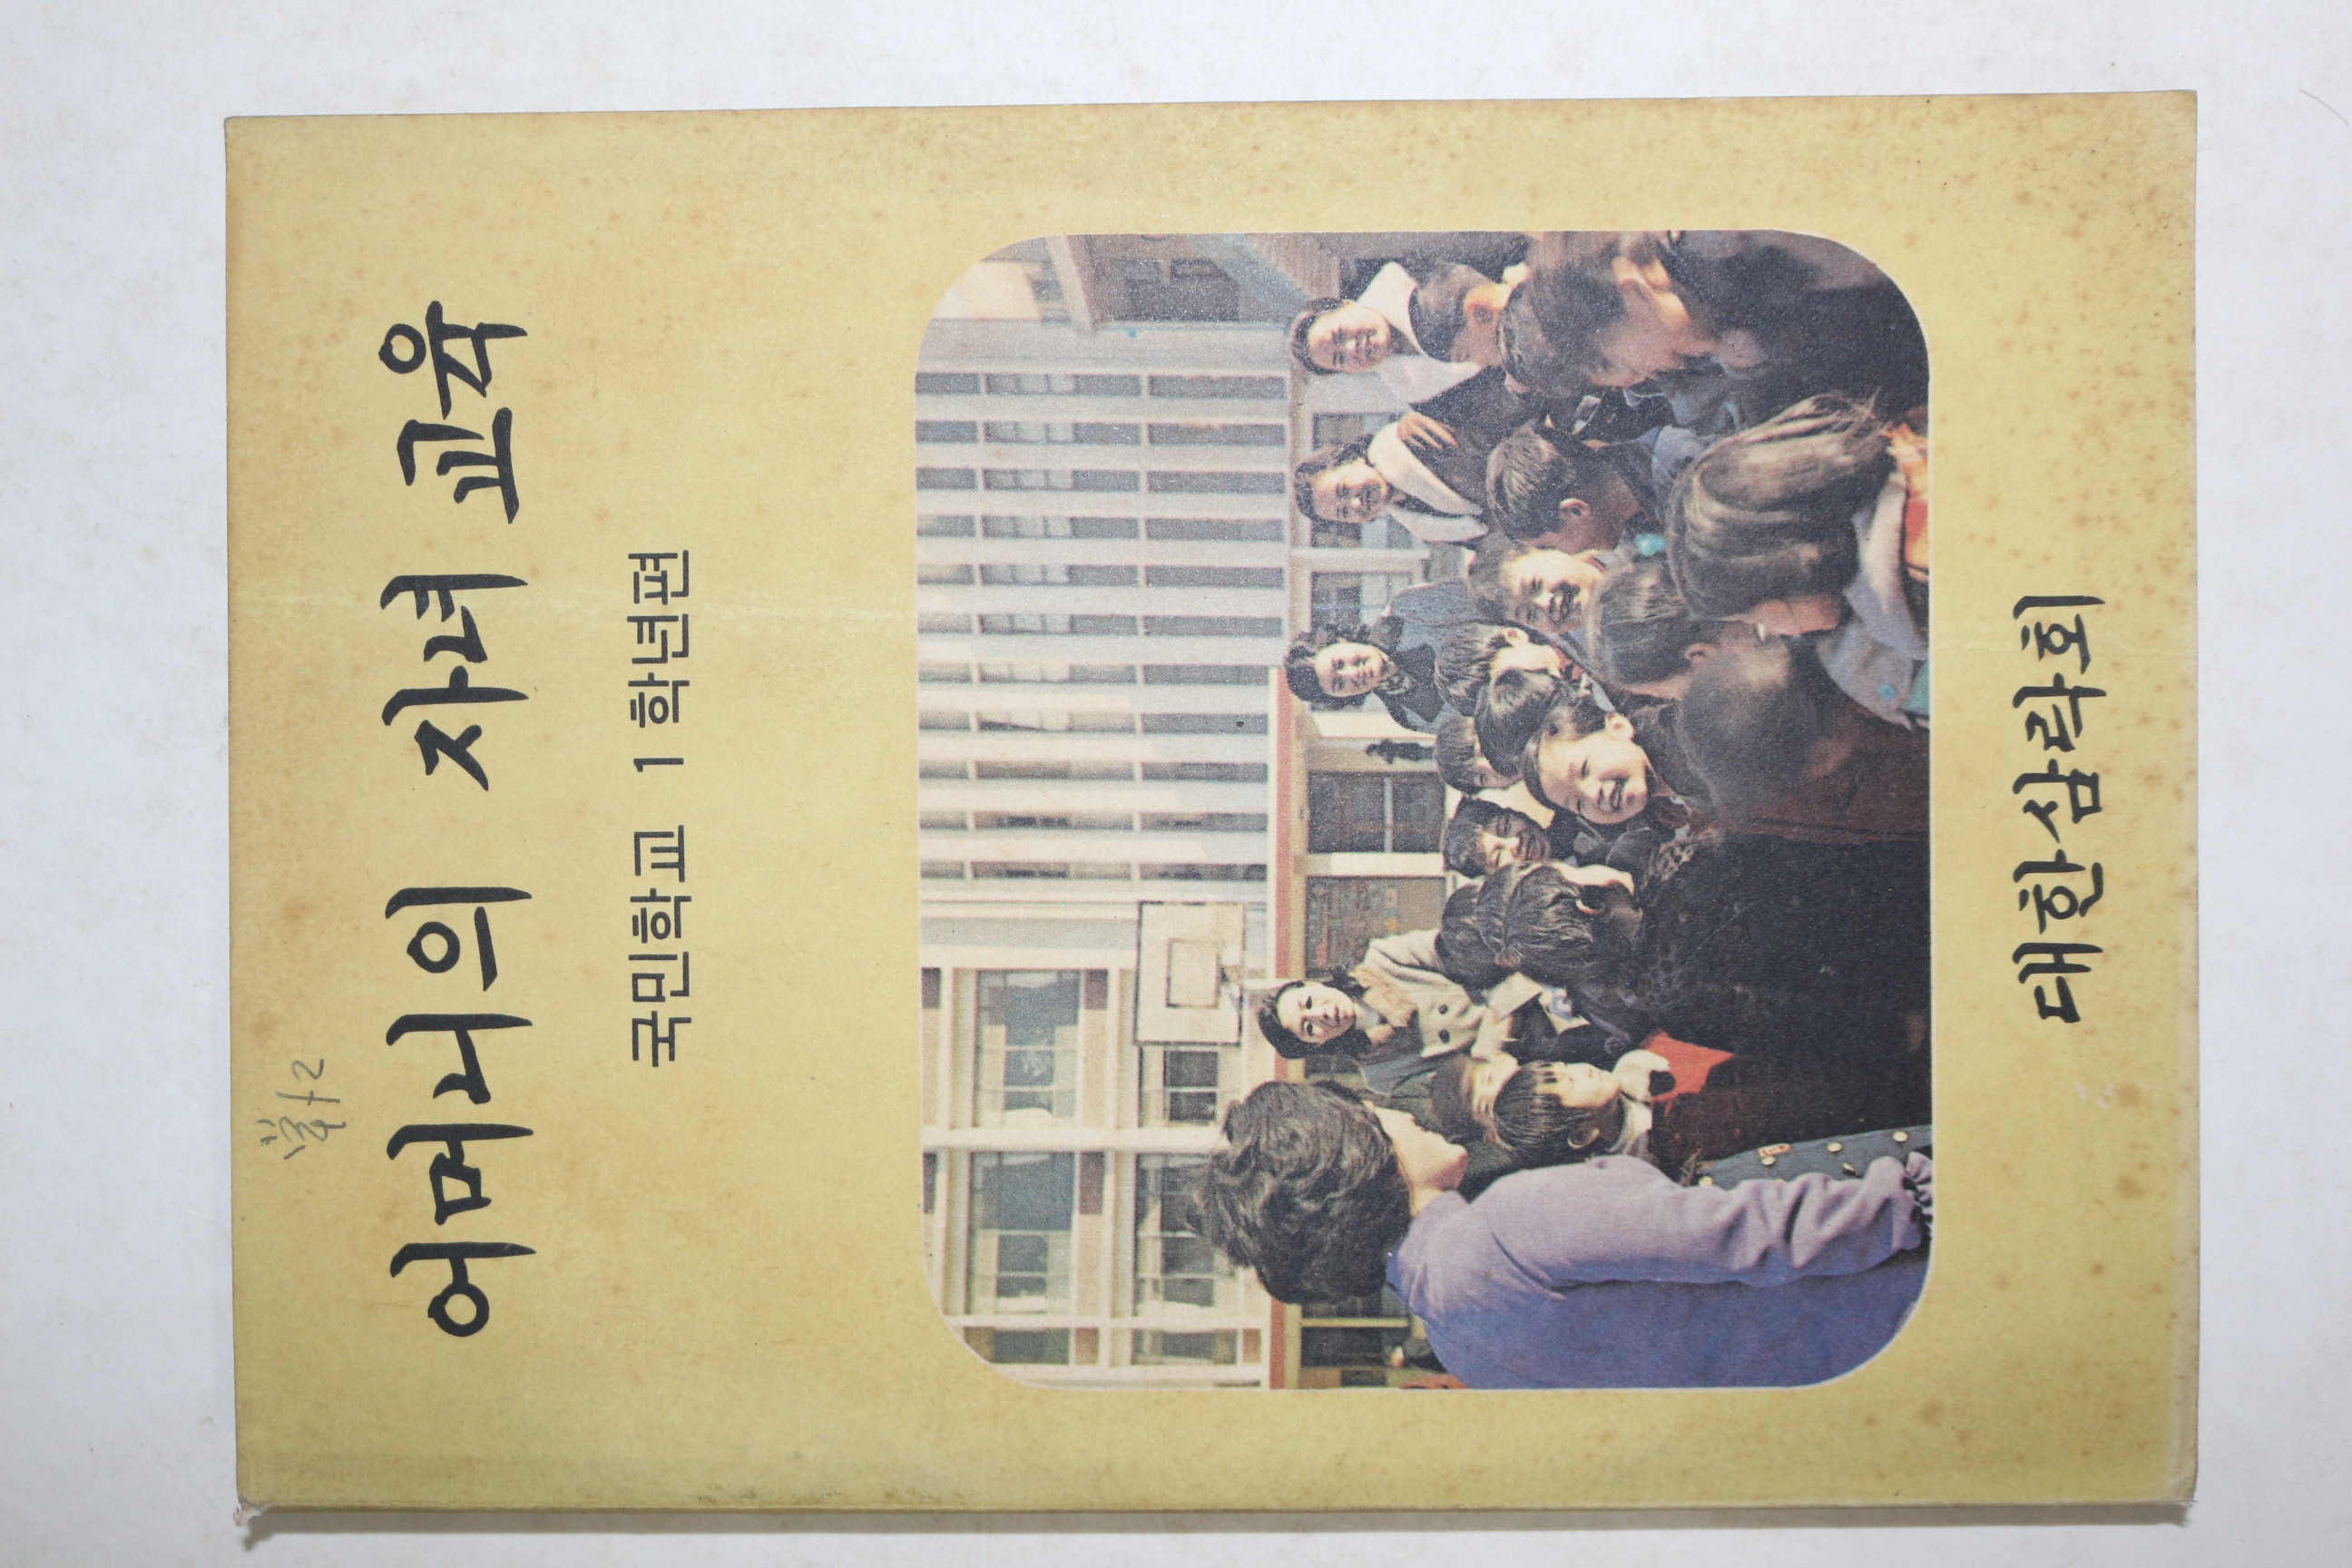 어머니의 자녀 교육
국민학교 1 학년편
대한삼락회